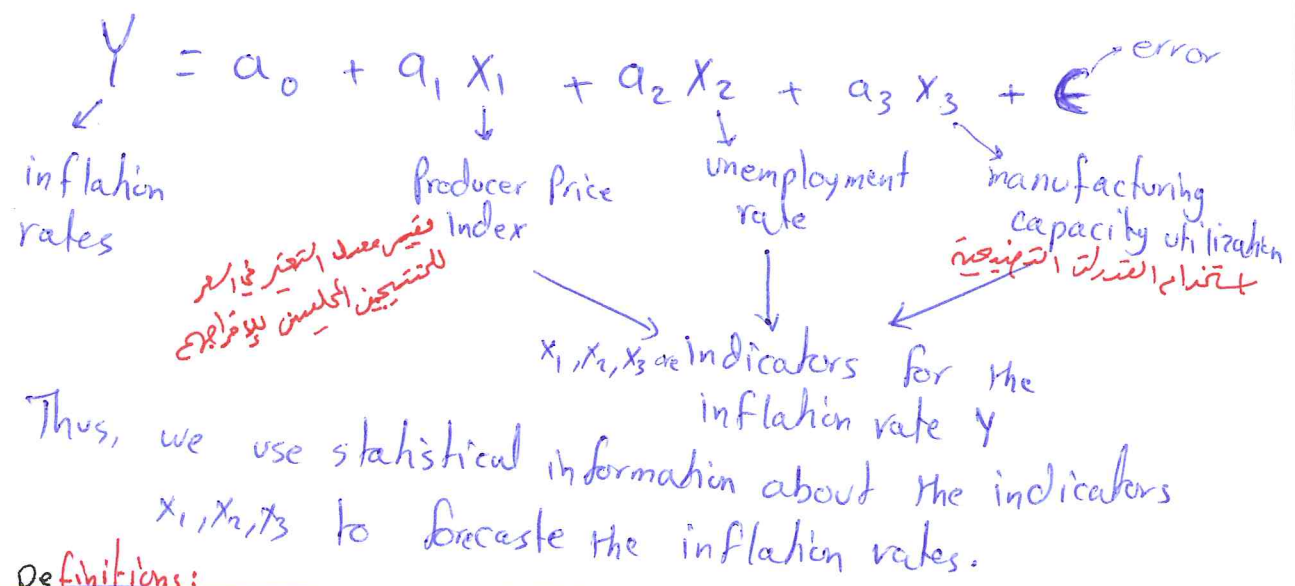 Y = a₀ + a₁ X₁ + a₂ X₂ + a₃ X₃ + ϵ
error
inflation
rates
Producer Price
Index
unemployment
rate
manufacturing
capacity utilization
معدل التغير في
للمنتجين المحليين
استخدام القدرات التصنيعية
X₁, X₂, X₃ are indicators for the
inflation rate Y
Thus, we use statistical information about the indicators
X₁, X₂, X₃ to forecaste the inflation rates.
Definitions: